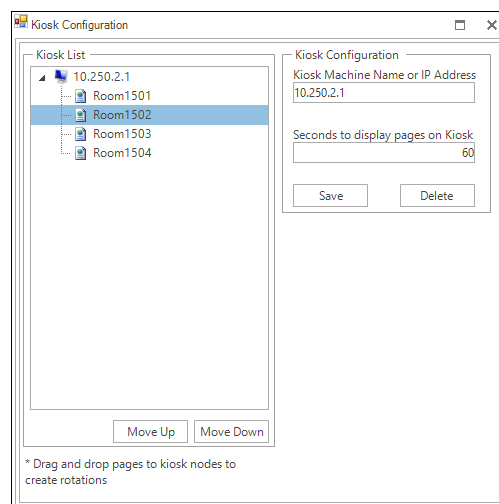 Kiosk Configuration
Kiosk List
10.250.2.1
Room1501
Room1502
Room1503
Room1504
Move Up
Move Down
* Drag and drop pages to kiosk nodes to
create rotations
Kiosk Configuration
Kiosk Machine Name or IP Address
10.250.2.1
Seconds to display pages on Kiosk
60
Save
Delete